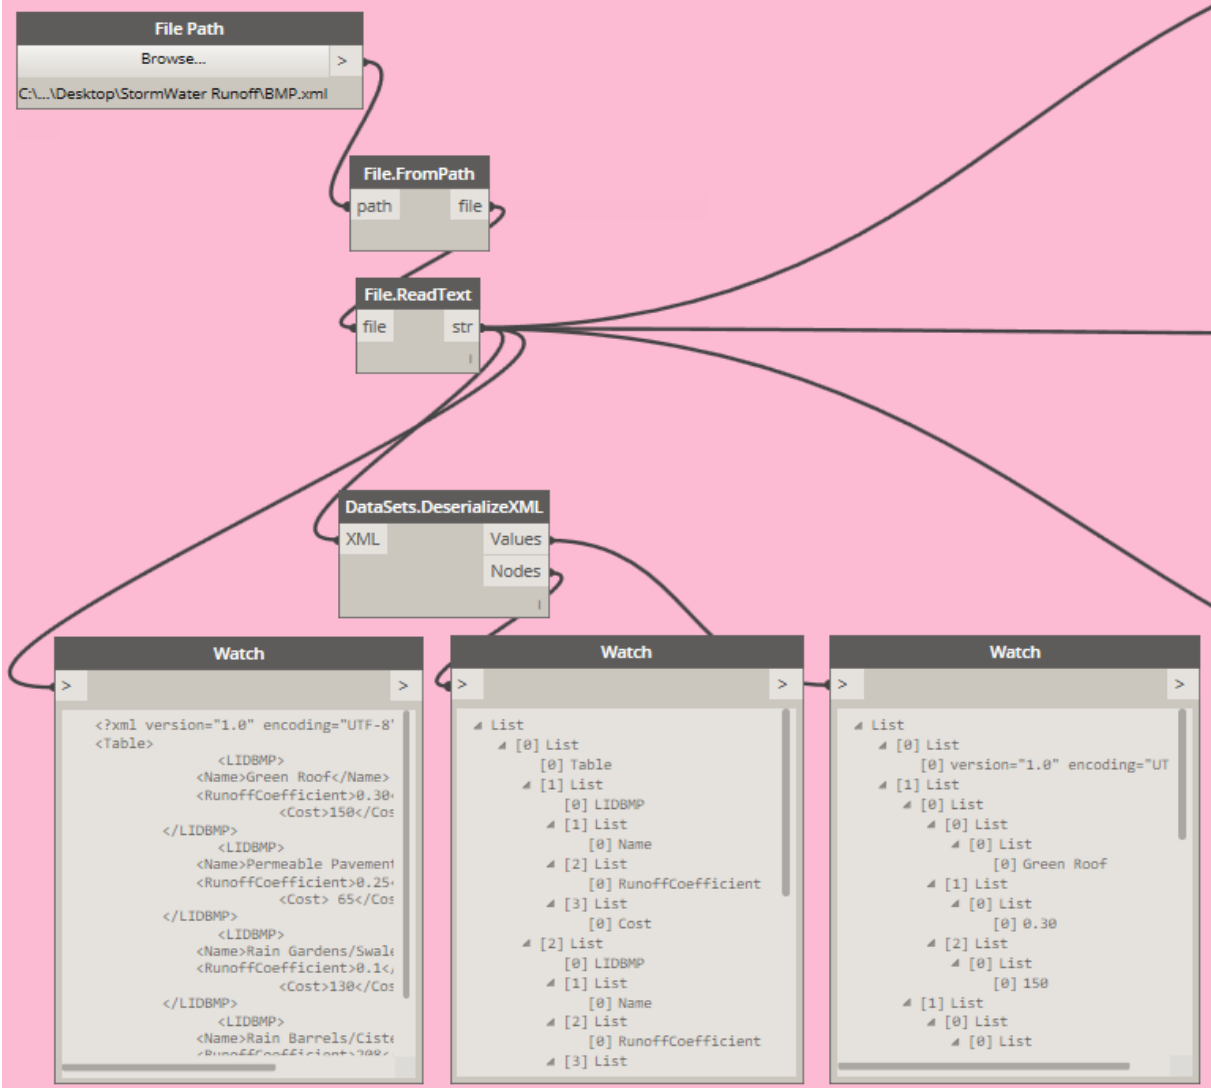 File Path
Browse...
>
C:\...\Desktop\StormWater Runoff\BMP.xml
File.FromPath
path file
File.ReadText
file str
DataSets.DeserializeXML
XML Values
Nodes
Watch
> >
<?xml version="1.0" encoding="UTF-8"
<Table>
<LIDBMP>
<Name>Green Roof</Name>
<RunoffCoefficient>0.30<
<Cost>150</Cos
</LIDBMP>
<LIDBMP>
<Name>Permeable Pavement
<RunoffCoefficient>0.25<
<Cost> 65</Cos
</LIDBMP>
<LIDBMP>
<Name>Rain Gardens/Swale
<RunoffCoefficient>0.1</
<Cost>130</Cos
</LIDBMP>
<LIDBMP>
<Name>Rain Barrels/Ciste
Watch
> >
List
[0] List
[0] Table
[1] List
[0] LIDBMP
[1] List
[0] Name
[2] List
[0] RunoffCoefficient
[3] List
[0] Cost
[2] List
[0] LIDBMP
[1] List
[0] Name
[2] List
[0] RunoffCoefficient
[3] List
Watch
> >
List
[0] List
[0] version="1.0" encoding="UT
[1] List
[0] List
[0] List
[0] List
[0] Green Roof
[1] List
[0] List
[0] 0.30
[2] List
[0] List
[0] 150
[1] List
[0] List
[0] List